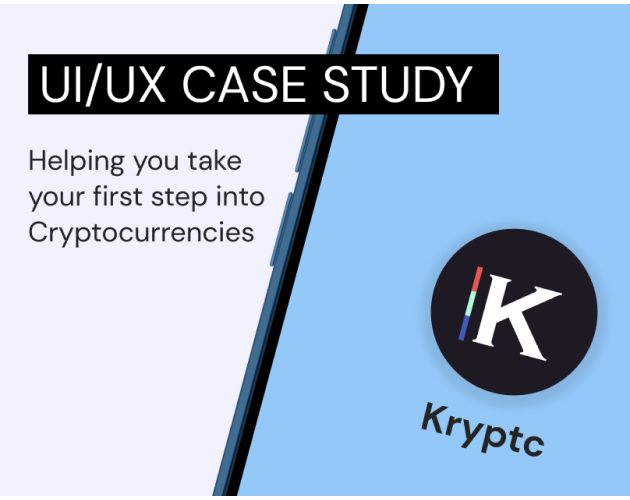 UI/UX CASE STUDY
Helping you take
your first step into
Cryptocurrencies
K
Kryptc